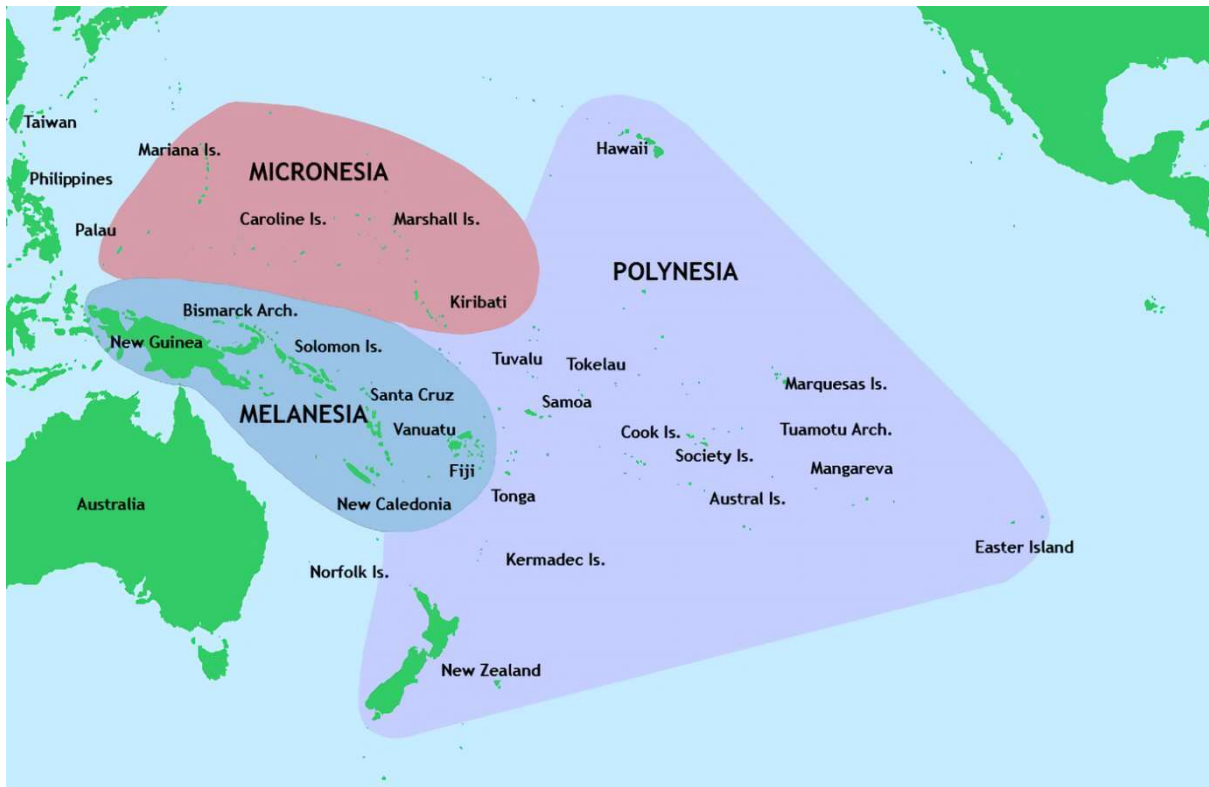 Taiwan
Hawaii
Mariana Is.
MICRONESIA
Philippines
Caroline Is.
Marshall Is.
Palau
POLYNESIA
Kiribati
Bismarck Arch.
New Guinea
Solomon Is.
Tuvalu
Tokelau
Marquesas Is.
Santa Cruz
Samoa
MELANESIA
Vanuatu
Cook Is.
Tuamotu Arch.
Society Is.
Fiji
Mangareva
Tonga
Austral Is.
Australia
New Caledonia
Easter Island
Kermadec Is.
Norfolk Is.
New Zealand